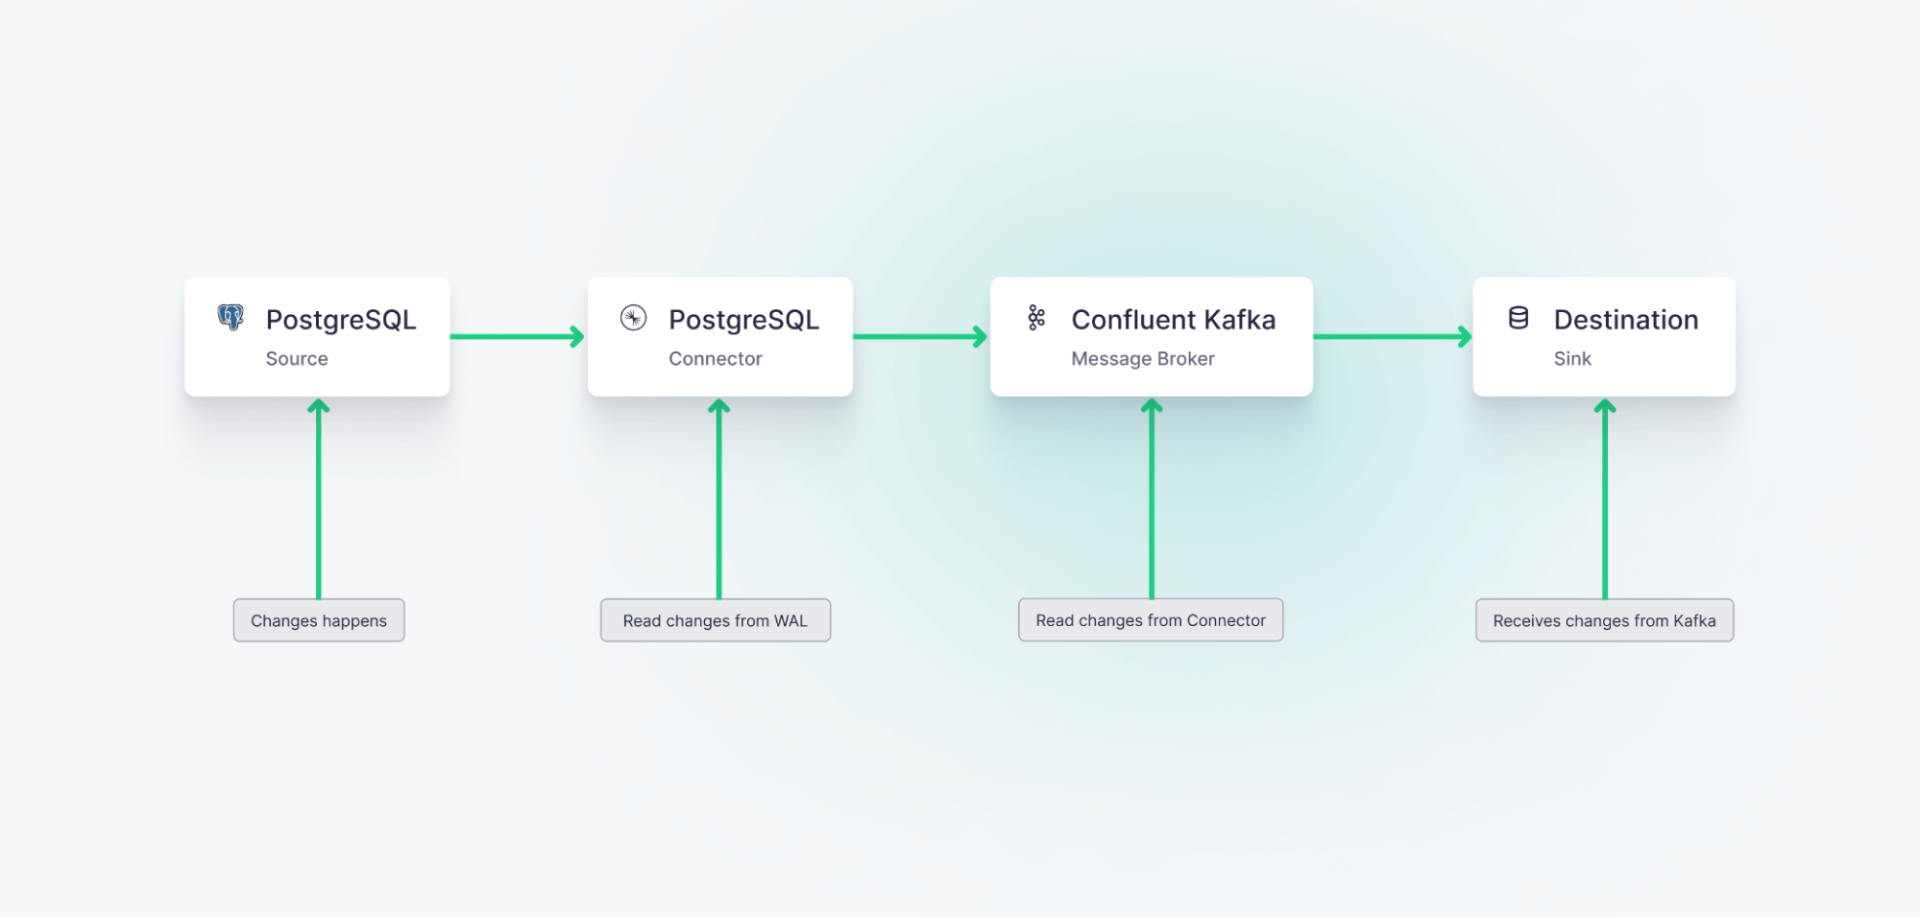 PostgreSQL
Source
PostgreSQL
Connector
Confluent Kafka
Message Broker
Destination
Sink
Changes happens
Read changes from WAL
Read changes from Connector
Receives changes from Kafka